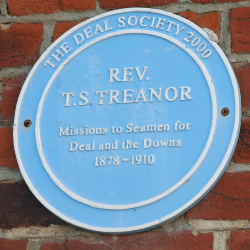 THE DEAL SOCIETY 2000
REV.
T.S. TREANOR
Missions to Seamen for
Deal and the Downs
1878-1910